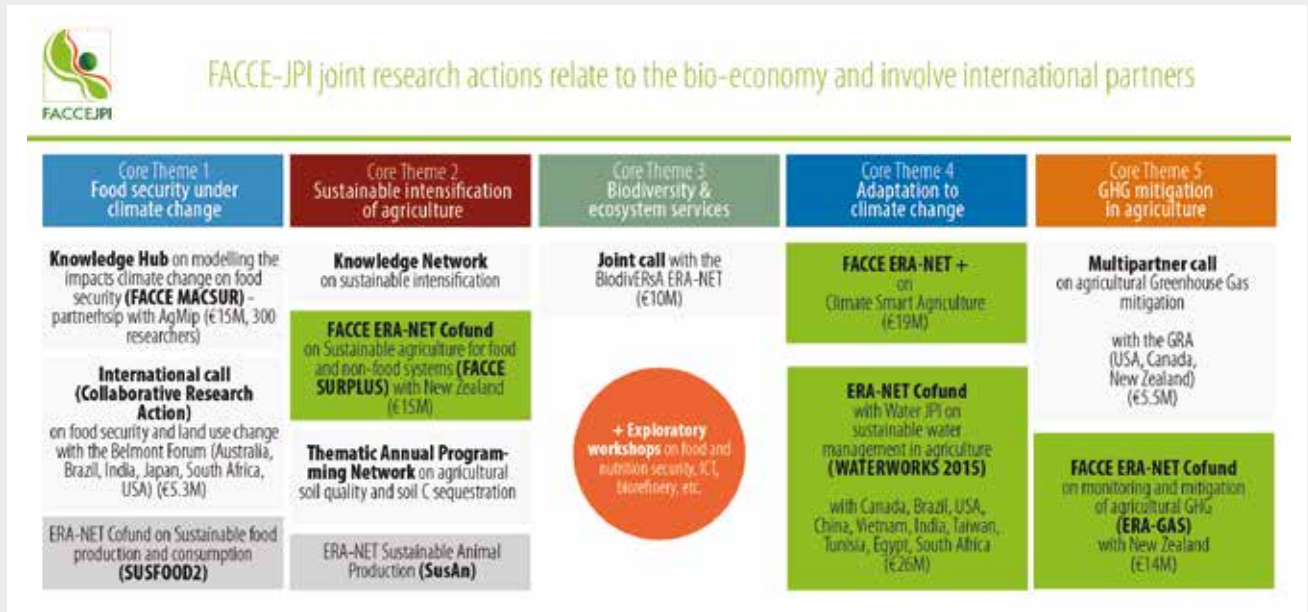 FACCEJPI
FACCE-JPI joint research actions relate to the bio-economy and involve international partners
Core Theme 1
Food security under
climate change
Knowledge Hub on modelling the
impacts climate change on food
security (FACCE MACSUR) -
partnerhsip with AgMip (€15M, 300
researchers)
International call
(Collaborative Research
Action)
on food security and land use change
with the Belmont Forum (Australia,
Brazil, India, Japan, South Africa,
USA) (€5.3M)
ERA-NET Cofund on Sustainable food
production and consumption
(SUSFOOD2)
Core Theme 2
Sustainable intensification
of agriculture
Knowledge Network
on sustainable intensification
FACCE ERA-NET Cofund
on Sustainable agriculture for food
and non-food systems (FACCE
SURPLUS) with New Zealand
(€15M)
Thematic Annual Program-
ming Network on agricultural
soil quality and soil C sequestration
ERA-NET Sustainable Animal
Production (SusAn)
Core Theme 3
Biodiversity &
ecosystem services
Joint call with the
BiodivERsA ERA-NET
(€10M)
+ Exploratory
workshops on food and
nutrition security, ICT,
biorefinery, etc.
Core Theme 4
Adaptation to
climate change
FACCE ERA-NET +
on
Climate Smart Agriculture
(€19M)
ERA-NET Cofund
with Water JPI on
sustainable water
management in agriculture
(WATERWORKS 2015)
with Canada, Brazil, USA,
China, Vietnam, India, Taiwan,
Tunisia, Egypt, South Africa
(€26M)
Core Theme 5
GHG mitigation
in agriculture
Multipartner call
on agricultural Greenhouse Gas
mitigation
with the GRA
(USA, Canada,
New Zealand)
(€5.5M)
FACCE ERA-NET Cofund
on monitoring and mitigation
of agricultural GHG
(ERA-GAS)
with New Zealand
(€14M)